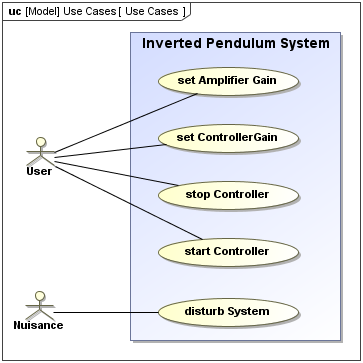 uc [Model] Use Cases [ Use Cases ]
Inverted Pendulum System
set Amplifier Gain
set ControllerGain
User
stop Controller
start Controller
disturb System
Nuisance